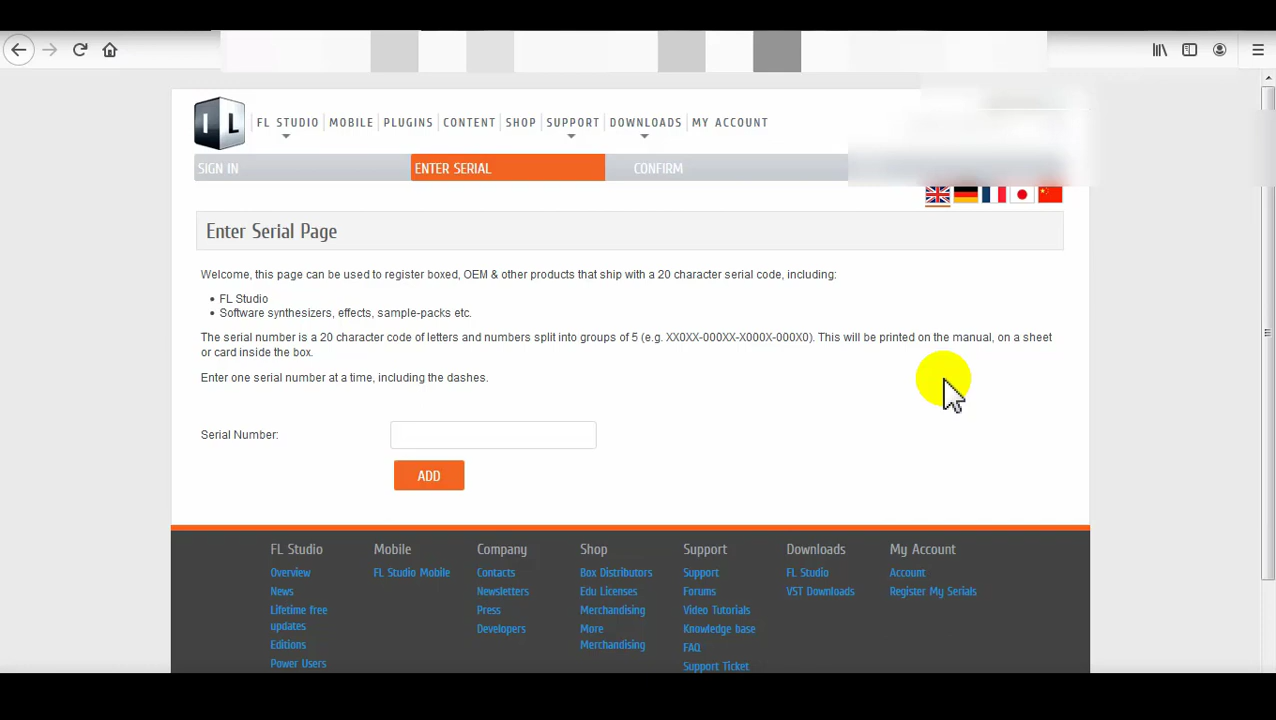 FL STUDIO MOBILE PLUGINS CONTENT SHOP SUPPORT DOWNLOADS MY ACCOUNT
SIGN IN ENTER SERIAL CONFIRM
Enter Serial Page
Welcome, this page can be used to register boxed, OEM & other products that ship with a 20 character serial code, including:
• FL Studio
• Software synthesizers, effects, sample-packs etc.
The serial number is a 20 character code of letters and numbers split into groups of 5 (e.g. XX0XX-000XX-X000X-000X0). This will be printed on the manual, on a sheet
or card inside the box.
Enter one serial number at a time, including the dashes.
Serial Number:
ADD
FL Studio
Overview
News
Lifetime free
updates
Editions
Power Users
Mobile
FL Studio Mobile
Company
Contacts
Newsletters
Press
Developers
Shop
Box Distributors
Edu Licenses
Merchandising
More
Merchandising
Support
Support
Forums
Video Tutorials
Knowledge base
FAQ
Support Ticket
Downloads
FL Studio
VST Downloads
My Account
Account
Register My Serials